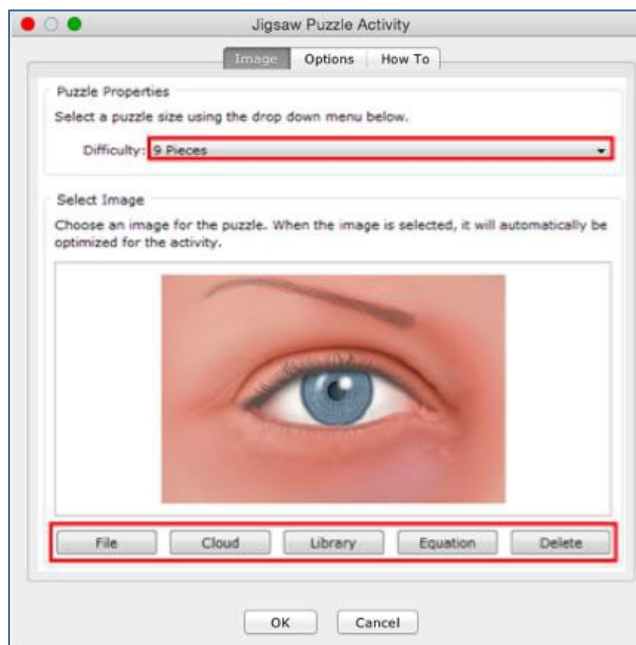 Jigsaw Puzzle Activity
Image Options How To
Puzzle Properties
Select a puzzle size using the drop down menu below.
Difficulty: 9 Pieces
Select Image
Choose an image for the puzzle. When the image is selected, it will automatically be
optimized for the activity.
File Cloud Library Equation Delete
OK Cancel